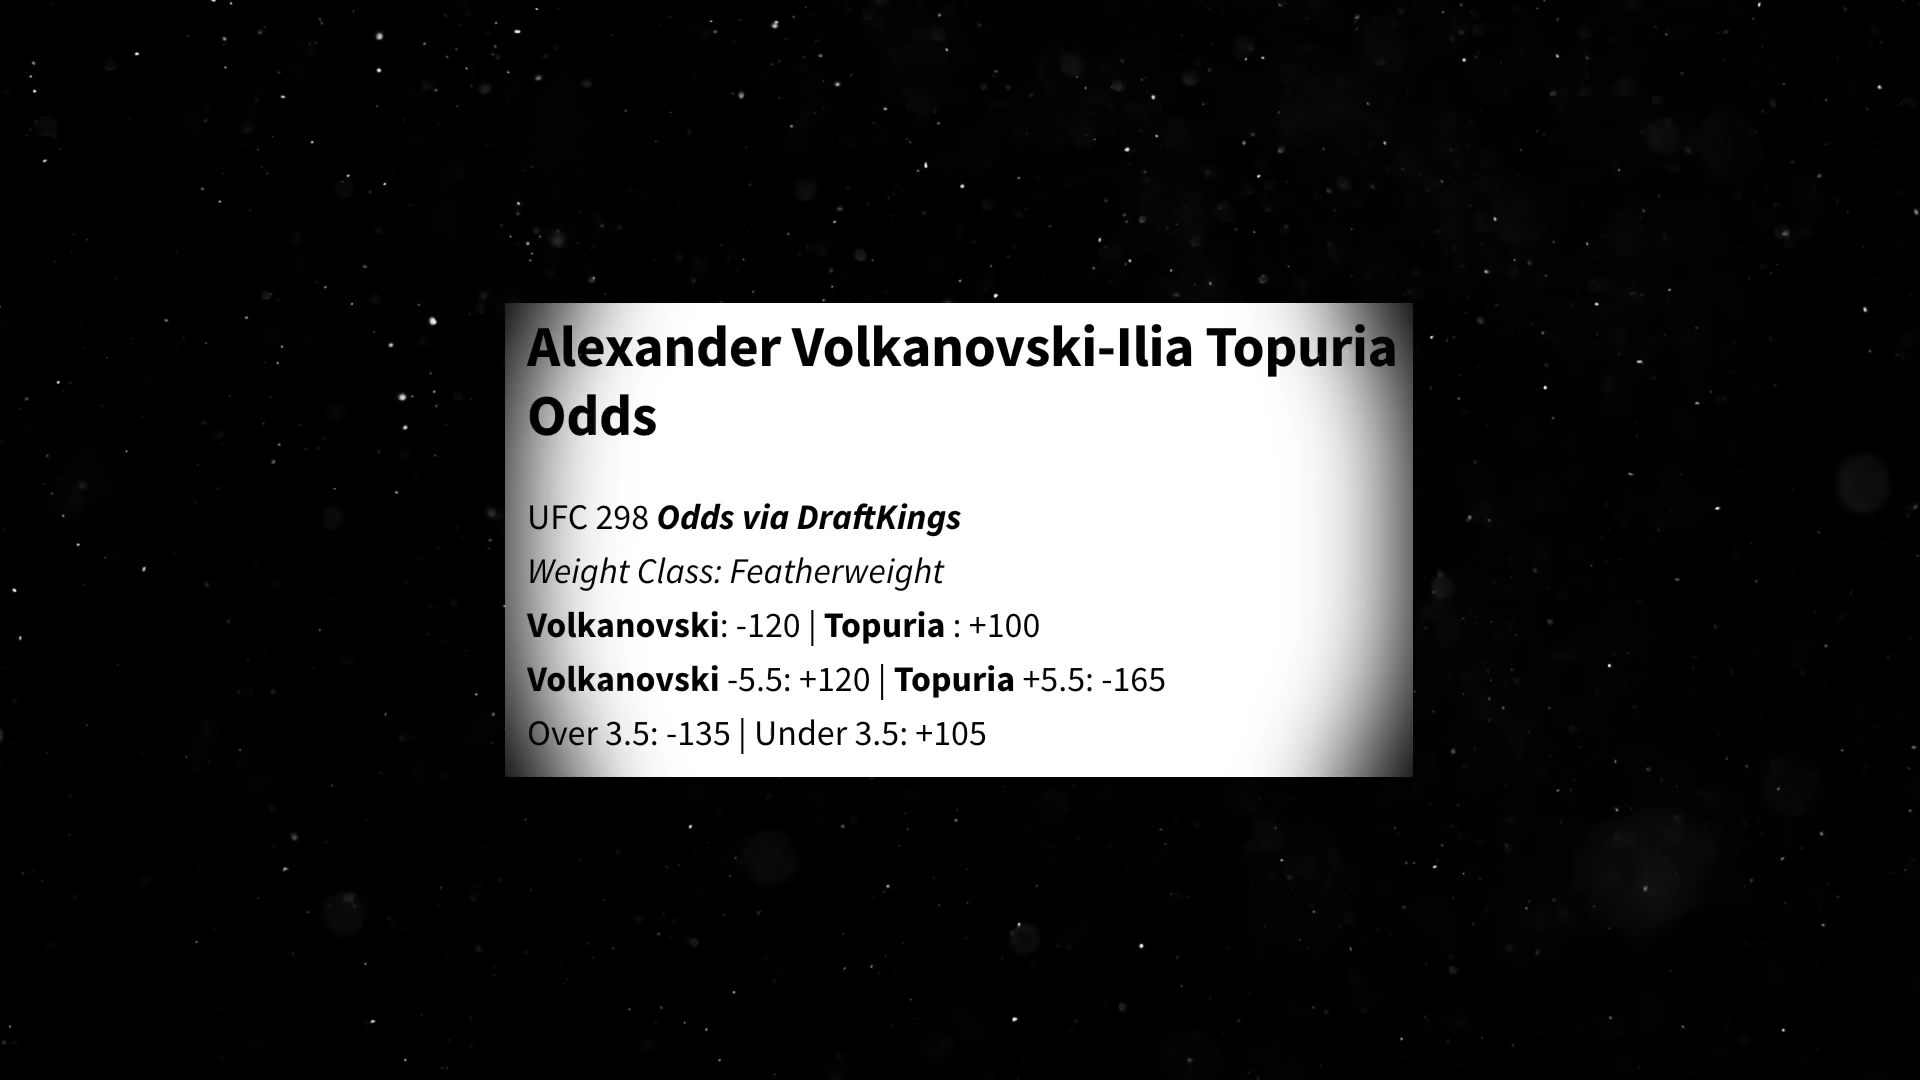 Alexander Volkanovski-Ilia Topuria
Odds
UFC 298 Odds via DraftKings
Weight Class: Featherweight
Volkanovski: -120 | Topuria : +100
Volkanovski -5.5: +120 | Topuria +5.5: -165
Over 3.5: -135 | Under 3.5: +105